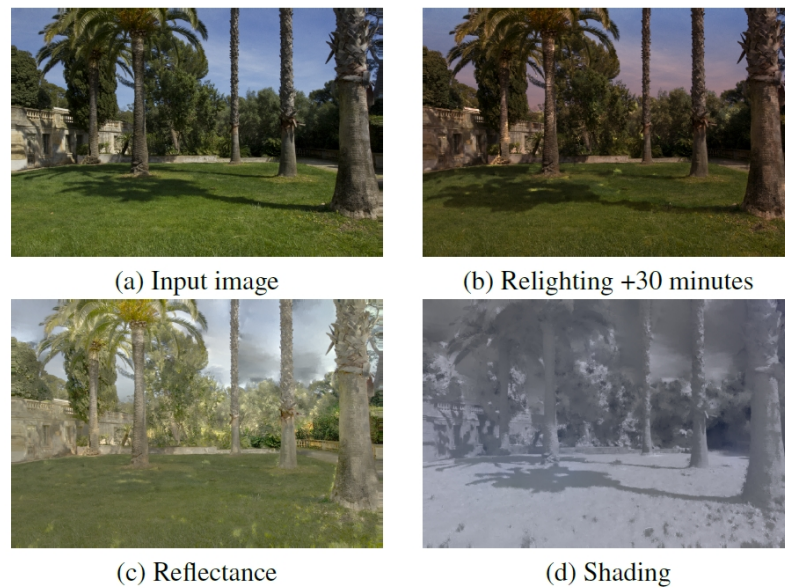 (a) Input image
(b) Relighting +30 minutes
(c) Reflectance
(d) Shading